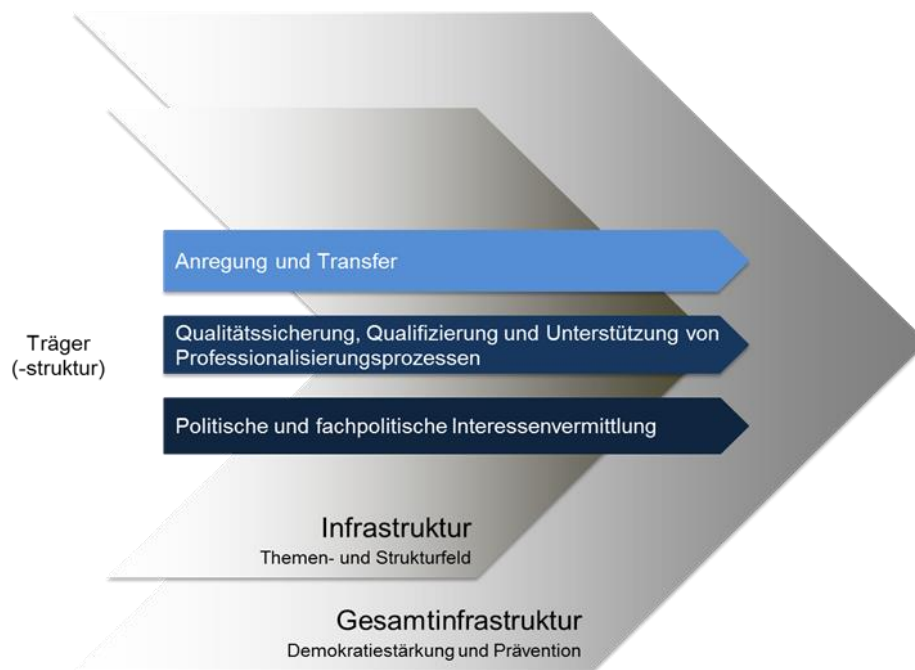 Anregung und Transfer
Qualitätssicherung, Qualifizierung und Unterstützung von
Professionalisierungsprozessen
Träger
(-struktur)
Politische und fachpolitische Interessenvermittlung
Infrastruktur
Themen- und Strukturfeld
Gesamtinfrastruktur
Demokratiestärkung und Prävention